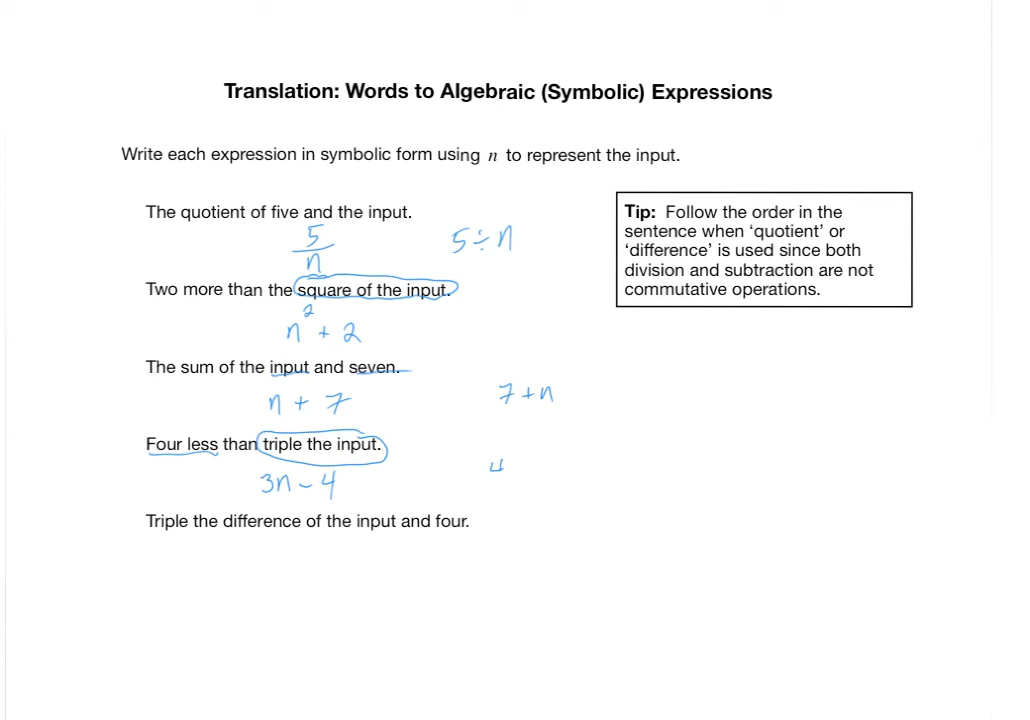 Translation: Words to Algebraic (Symbolic) Expressions
Write each expression in symbolic form using n to represent the input.
The quotient of five and the input.
5/n 5 ÷ n
Two more than the square of the input.
n² + 2
The sum of the input and seven.
n + 7 7 + n
Four less than triple the input.
3n - 4 4
Triple the difference of the input and four.
Tip: Follow the order in the
sentence when 'quotient' or
'difference' is used since both
division and subtraction are not
commutative operations.